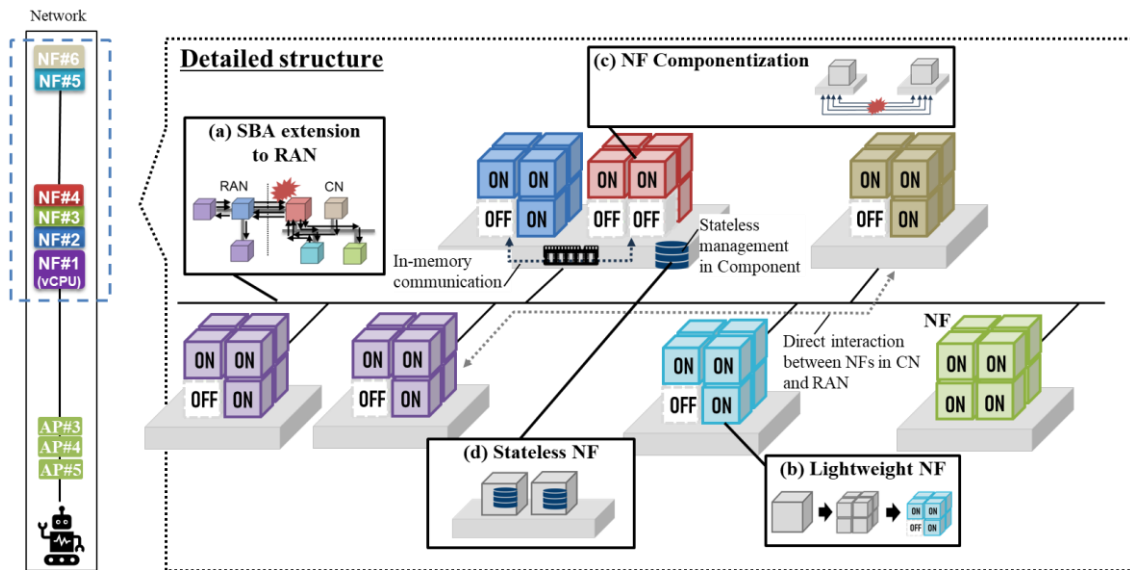 Network
NF#6
NF#5
NF#4
NF#3
NF#2
NF#1
(vCPU)
AP#3
AP#4
AP#5
Detailed structure
(a) SBA extension
to RAN
RAN
CN
(c) NF Componentization
ON
ON
OFF
ON
ON
ON
OFF
OFF
ON
ON
OFF
ON
In-memory
communication
Stateless
management
in Component
ON
ON
OFF
ON
ON
ON
OFF
ON
ON
ON
OFF
ON
NF
ON
ON
ON
ON
Direct interaction
between NFs in CN
and RAN
(d) Stateless NF
(b) Lightweight NF
ON
ON
OFF
ON